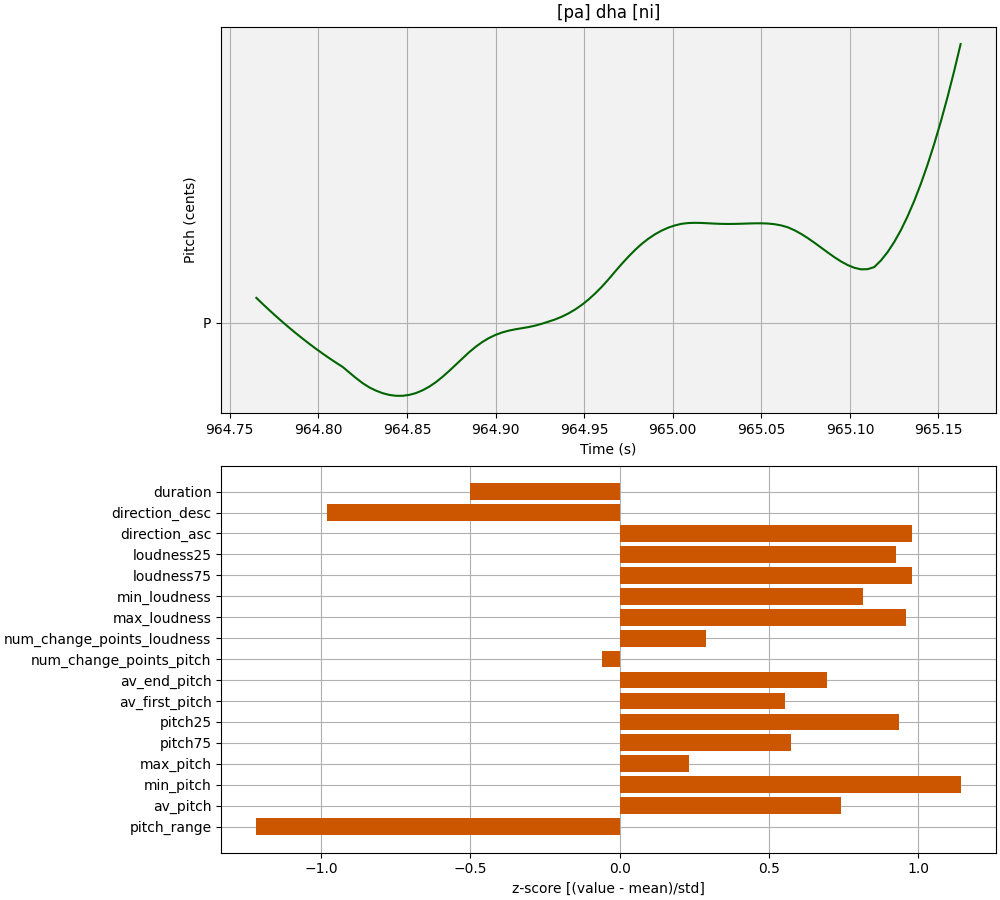 [pa] dha [ni]
Pitch (cents)
P
964.75 964.80 964.85 964.90 964.95 965.00 965.05 965.10 965.15
Time (s)
duration
direction_desc
direction_asc
loudness25
loudness75
min_loudness
max_loudness
num_change_points_loudness
num_change_points_pitch
av_end_pitch
av_first_pitch
pitch25
pitch75
max_pitch
min_pitch
av_pitch
pitch_range
−1.0 −0.5 0.0 0.5 1.0
z-score [(value - mean)/std]